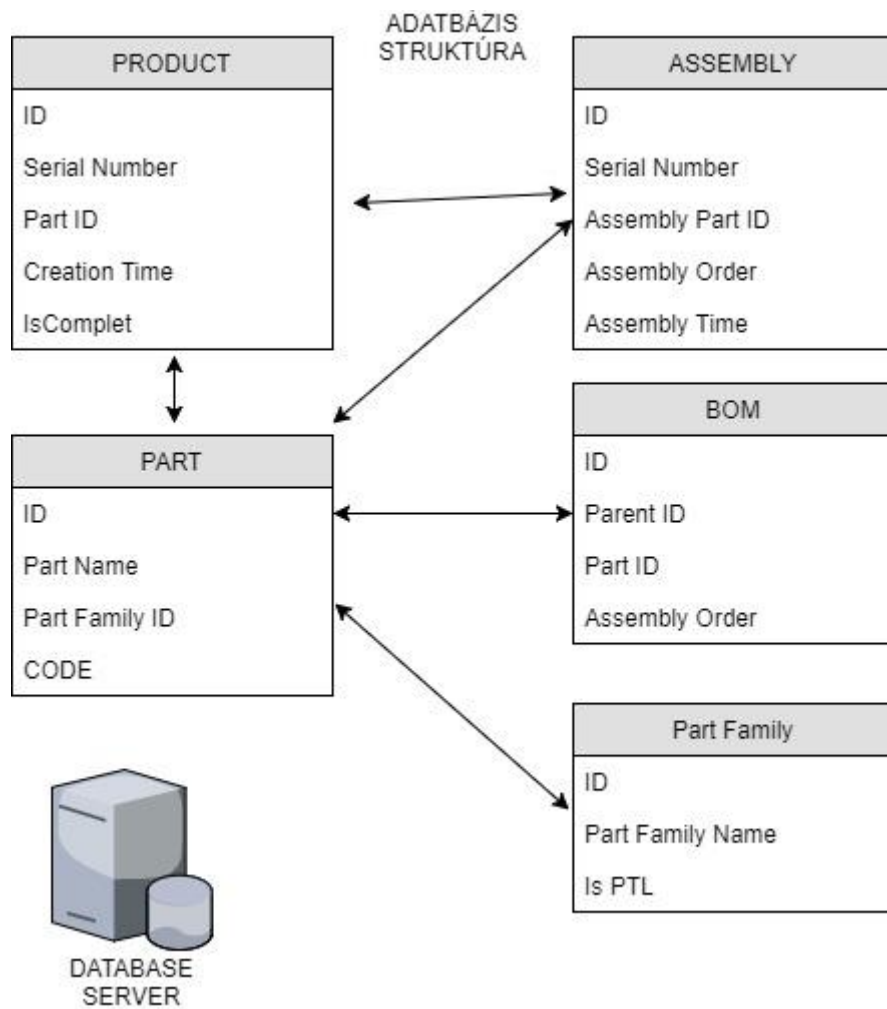 ADATBÁZIS
STRUKTÚRA
PRODUCT
ID
Serial Number
Part ID
Creation Time
IsComplet
ASSEMBLY
ID
Serial Number
Assembly Part ID
Assembly Order
Assembly Time
PART
ID
Part Name
Part Family ID
CODE
BOM
ID
Parent ID
Part ID
Assembly Order
Part Family
ID
Part Family Name
Is PTL
DATABASE
SERVER